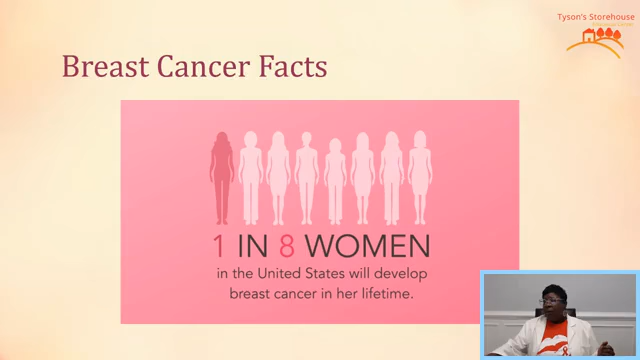 Tyson's Storehouse
Breast Cancer Facts
1 IN 8 WOMEN
in the United States will develop
breast cancer in her lifetime.